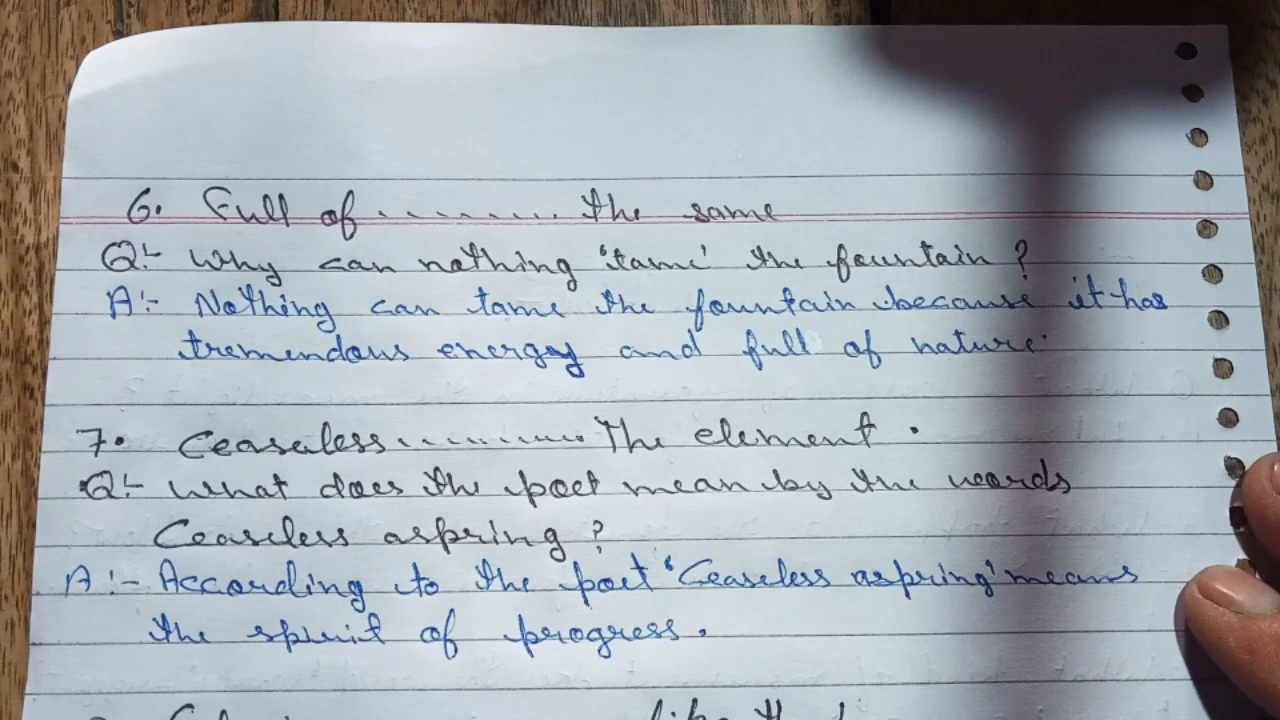 6. Full of .......... the same
Q:- Why can nothing 'tame' the fountain ?
A:- Nothing can tame the fountain because it has
tremendous energy and full of nature.
7. Ceaseless ............ The element .
Q:- What does the poet mean by the words
Ceaseless aspring ?
A:- According to the poet 'Ceaseless aspring' means
the spirit of progress.